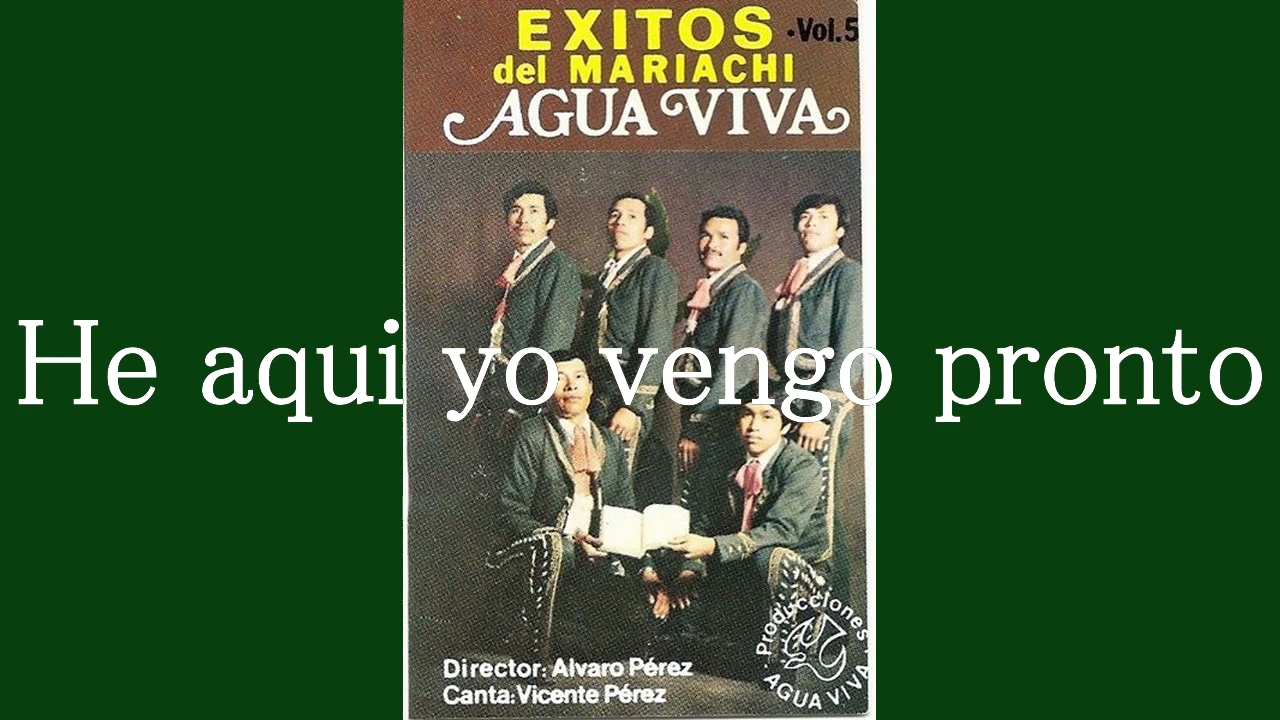 EXITOS
•Vol.5
del MARIACHI
AGUA VIVA
He aqui yo vengo pronto
Director: Alvaro Pérez
Canta:Vicente Pérez
• Producciones •
AGUA VIVA